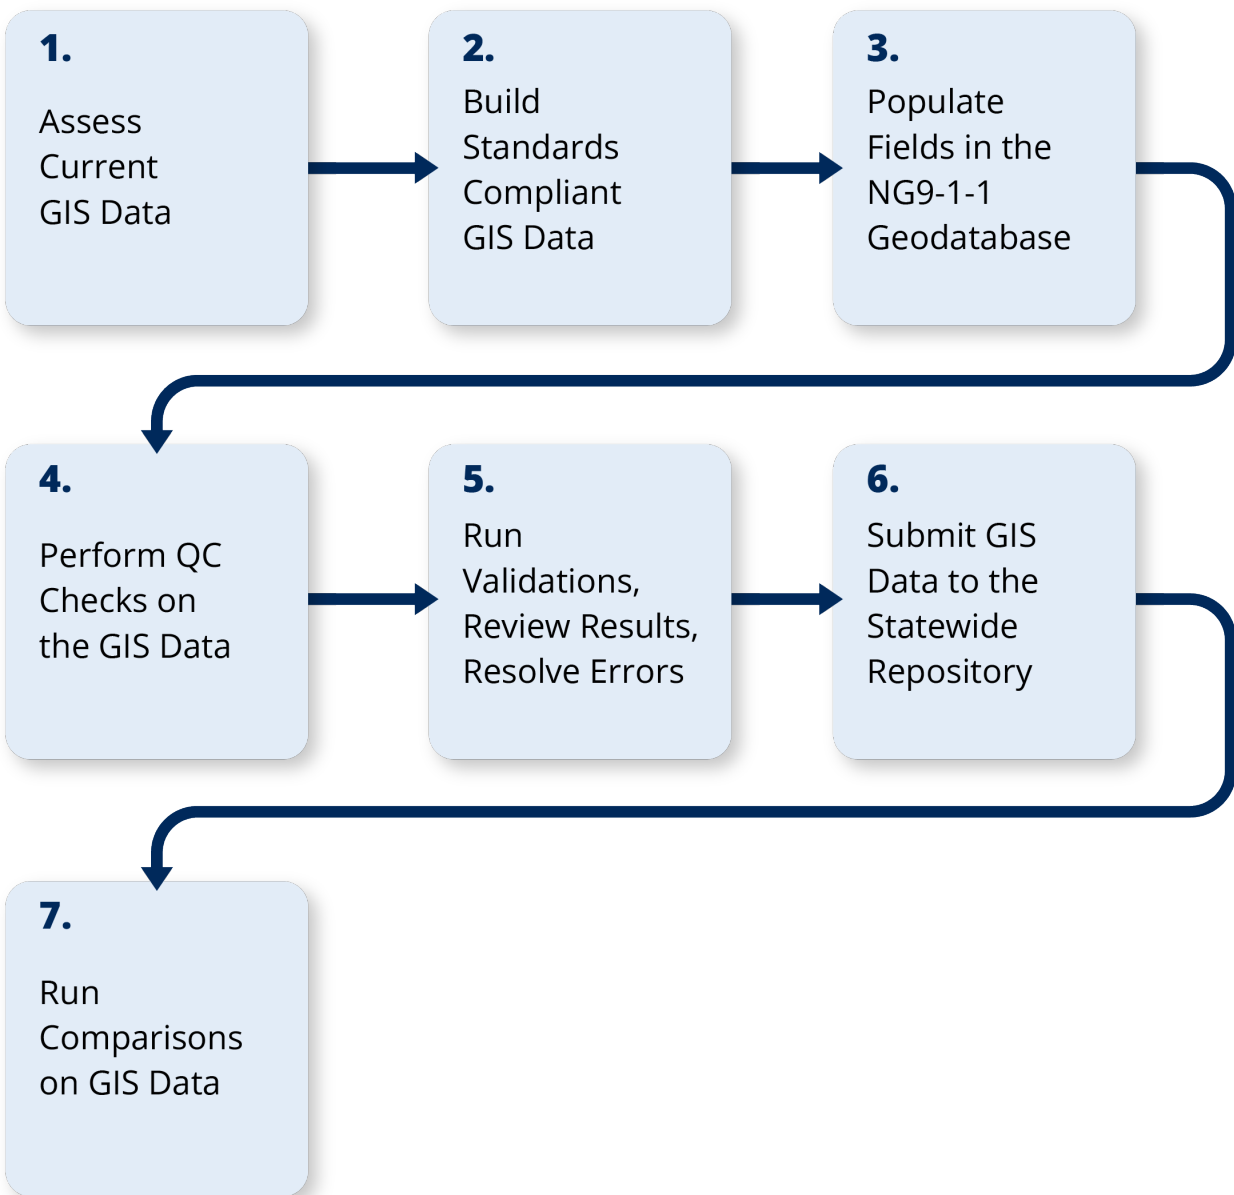 1.
Assess
Current
GIS Data
2.
Build
Standards
Compliant
GIS Data
3.
Populate
Fields in the
NG9-1-1
Geodatabase
4.
Perform QC
Checks on
the GIS Data
5.
Run
Validations,
Review Results,
Resolve Errors
6.
Submit GIS
Data to the
Statewide
Repository
7.
Run
Comparisons
on GIS Data